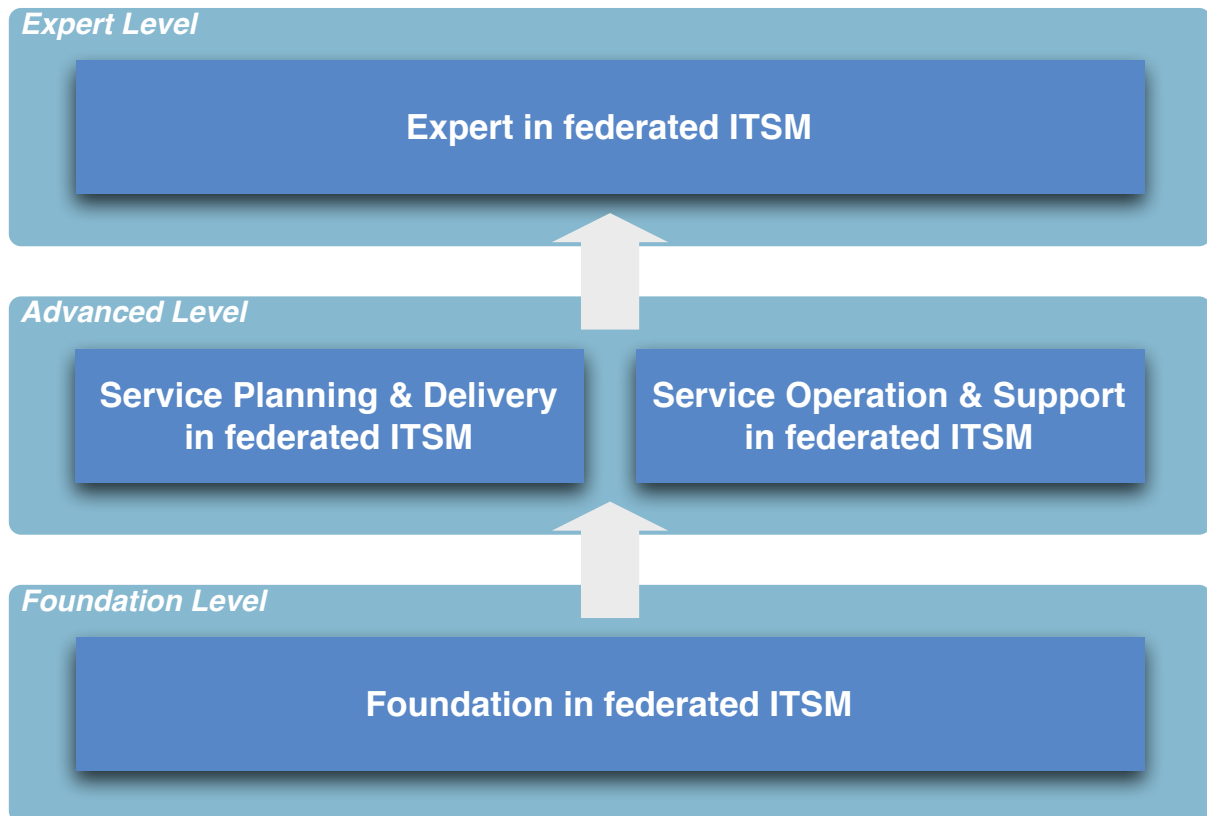 Expert Level
Expert in federated ITSM
Advanced Level
Service Planning & Delivery
in federated ITSM
Service Operation & Support
in federated ITSM
Foundation Level
Foundation in federated ITSM